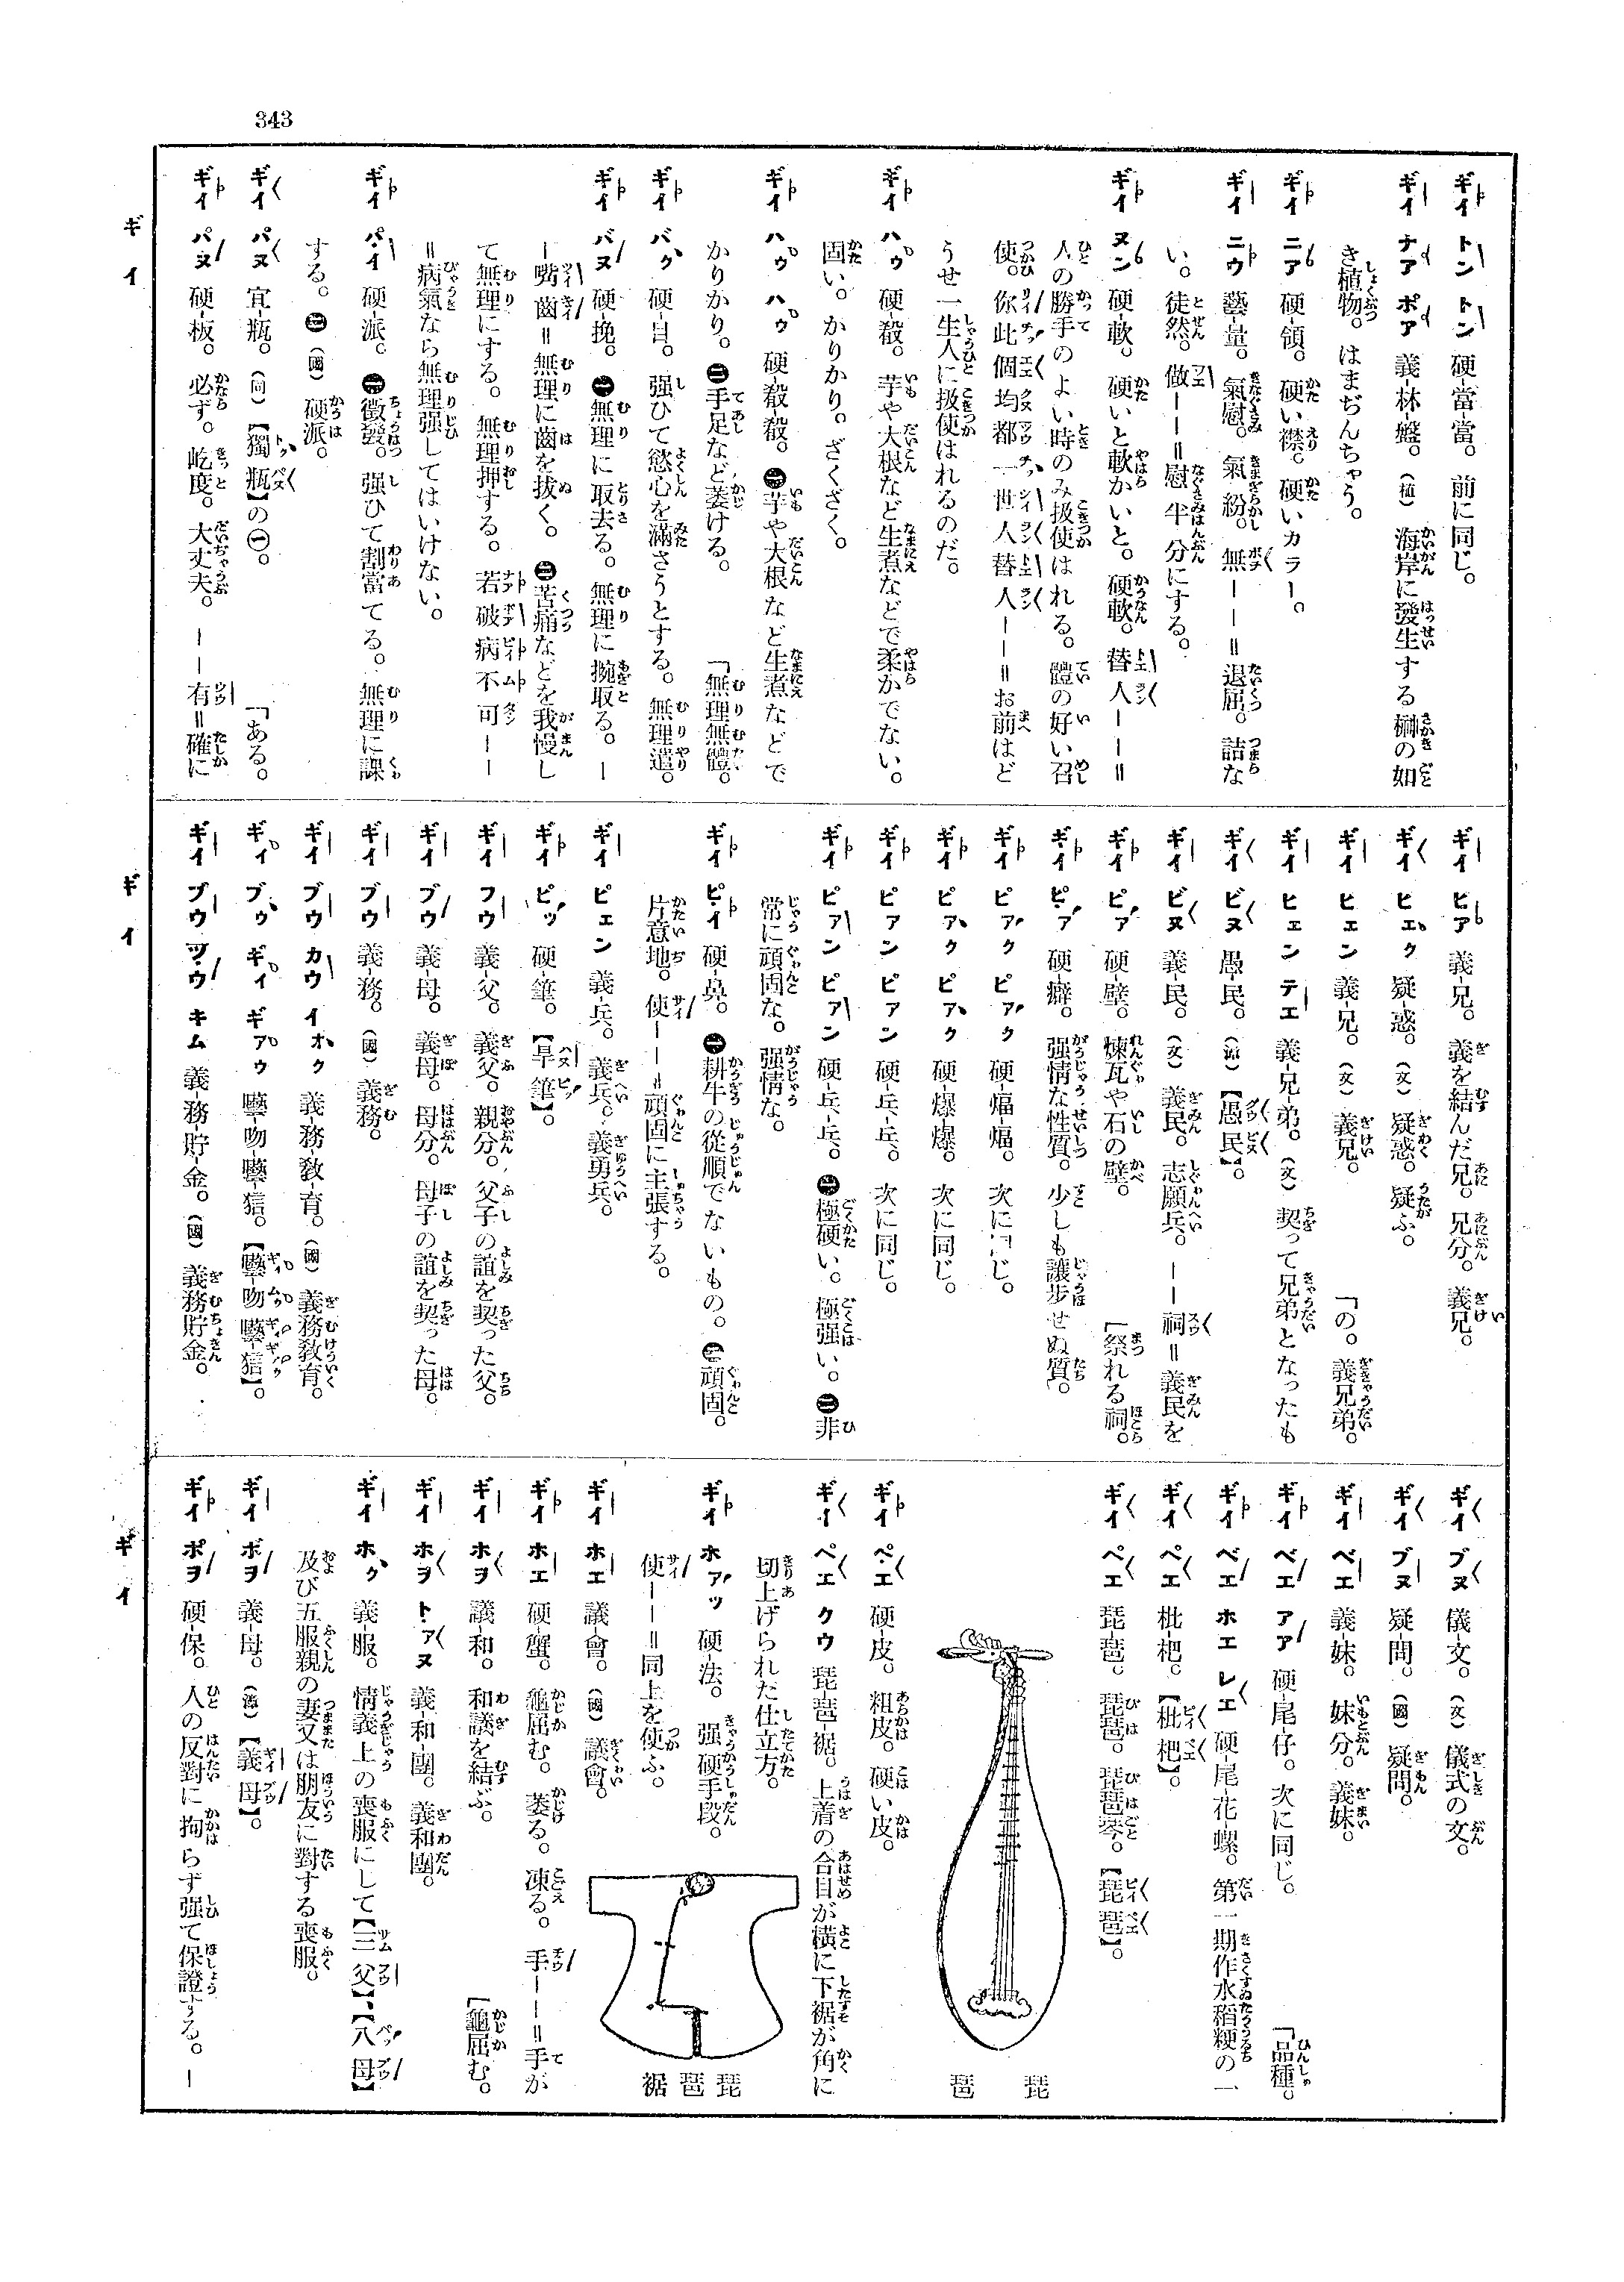 343
ギイ トン トン 硬-當-當。 前に同じ。
ギイ ナア ポア 義-林-盤。(植) 海岸に發生する榊の如
き植物。はまぢんちゃう。
ギイ ニア 硬-領。 硬い襟。硬いカラー。
ギイ ニウ 藝-量。 氣慰。氣紛。無――=退屈。詰な
い。徒然。做――=慰半分にする。
ギイ ヌン 硬-軟。 硬いと軟かいと。硬軟。替人――=
人の勝手のよい時のみ扱使はれる。體の好い召
使。你此個均都一世人替人――=お前はど
うせ一生人に扱使はれるのだ。
ギイ ハウ 硬-殽。 芋や大根など生煮などで柔かでない。
固い。かりかり。ざくざく。
ギイ ハウ ハウ 硬-殽-殽。 ㊀芋や大根など生煮などで
かりかり。㊁手足など萎ける。 「無理無體。
ギイ バク 硬-目。 强ひて慾心を滿さうとする。無理遣。
ギイ バヌ 硬-挽。 ㊀無理に取去る。無理に捥取る。―
―嘴齒=無理に齒を拔く。㊁苦痛などを我慢し
て無理にする。無理押する。若破病不可――
=病氣なら無理强してはいけない。
ギイ パイ 硬-派。 ㊀徵發。强ひて割當てる。無理に課
する。㊁(國) 硬派。
ギイ パヌ 宜-瓶。(同)【獨瓶】の㊀。 「ある。
ギイ パヌ 硬-板。 必ず。屹度。大丈夫。――有=確に
ギイ
ギイ ヒア 義-兄。 義を結んだ兄。兄分。義兄。
ギイ ヒエク 疑-惑。(文) 疑惑。疑ふ。
ギイ ヒエン 義-兄。(文) 義兄。 「の。義兄弟。
ギイ ヒエン テエ 義-兄-弟。(文) 契って兄弟となったも
ギイ ビヌ 愚-民。【愚民】。
ギイ ビヌ 義-民。(文) 義民。志願兵。――祠=義民を
ギイ ピア 硬-壁。 煉瓦や石の壁。 「祭れる祠。
ギイ ピア 硬-癖。 强情な性質。少しも讓步せぬ質。
ギイ ピアク ピアク 硬-煏-煏。 次に同じ。
ギイ ピアク ピアク 硬-爆-爆。 次に同じ。
ギイ ピアン ピアン 硬-乓-乓。 次に同じ。
ギイ ピアン ピアン 硬-乓-乓。 ㊀極硬い。極强い。㊁非
常に頑固な。强情な。
ギイ ピイ 硬-鼻。 ㊀耕牛の從順でないもの。㊁頑固。
片意地。使――=頑固に主張する。
ギイ ピエン 義-兵。 義兵。義勇兵。
ギイ ピツ 硬-筆。【旱筆】。
ギイ フウ 義-父。 義父。親分。父子の誼を契った父。
ギイ ブウ 義-母。 義母。母分。母子の誼を契った母。
ギイ ブウ 義-務。(國) 義務。
ギイ ブウ カウ イオク 義-務-敎-育。(國) 義務敎育。
ギイ ブウ ギイ ギアウ 囈-吻-囈-㹞。【囈吻囈㹞】。
ギイ ブウ ツウ キム 義-務-貯-金。(國) 義務貯金。
ギイ
ギイ ブヌ 儀-文。(文) 儀式の文。
ギイ ブヌ 疑-問。(國) 疑問。
ギイ ベエ 義-妹。 妹分。義妹。
ギイ ベエ アア 硬-尾-仔。次に同じ。 「品種。
ギイ ベエ ホエ レエ 硬-尾-花-螺。 第一期作水稻粳の一
ギイ ペエ 枇-杷。【枇杷】。
ギイ ペエ 琵-琶。 琵琶。琵琶琴。【琵琶】。
琵琶
ギイ ペエ 硬-皮。 粗皮。硬い皮。
ギイ ペエ クウ 琵-琶-裾。 上着の合目が橫に下裾が角に
切上げられた仕立方。
琵琶裾
ギイ ホアツ 硬-法。 强硬手段。
使――=同上を使ふ。
ギイ ホエ 議-會。(國) 議會。
ギイ ホエ 硬-蟹。 龜屈む。萎る。凍る。手――=手が
ギイ ホヲ 議-和。 和議を結ぶ。 「龜屈む。
ギイ ホヲ トアヌ 義-和-團。 義和團。
ギイ ホク 義-服。 情義上の喪服にして【三父】、【八母】
及び五服親の妻又は朋友に對する喪服。
ギイ ボヲ 義-母。【義母】。
ギイ ポヲ 硬-保。 人の反對に拘らず强て保證する。―
ギイ